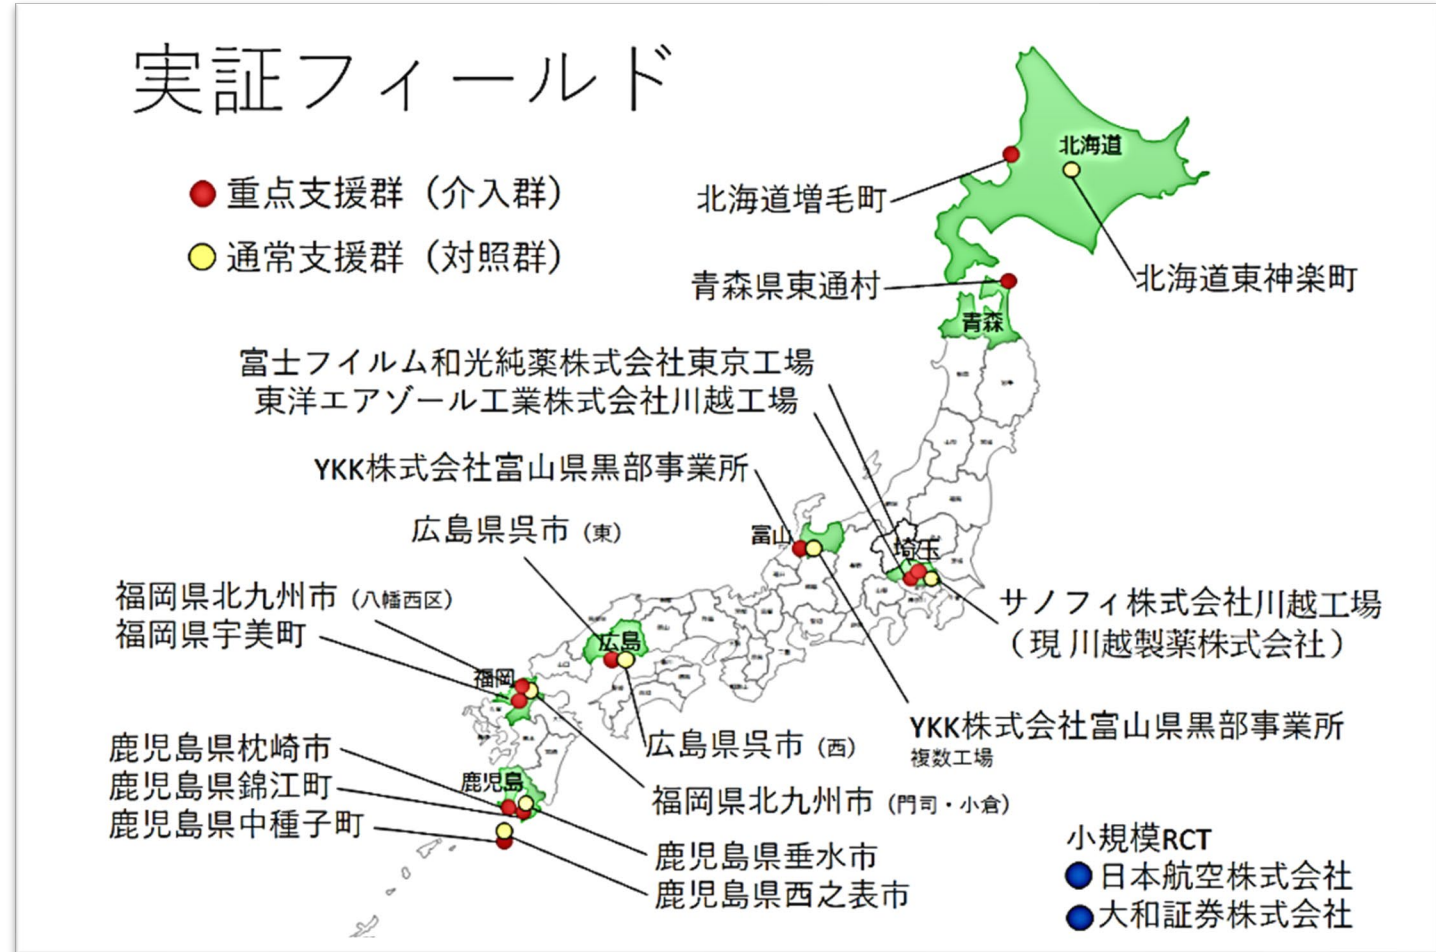 実証フィールド
重点支援群（介入群）
通常支援群（対照群）
北海道
北海道増毛町
北海道東神楽町
青森県東通村
青森
富士フイルム和光純薬株式会社東京工場
東洋エアゾール工業株式会社川越工場
YKK株式会社富山県黒部事業所
富山
埼玉
広島県呉市（東）
サノフィ株式会社川越工場
（現 川越製薬株式会社）
福岡県北九州市（八幡西区）
福岡県宇美町
広島
福岡
YKK株式会社富山県黒部事業所
複数工場
広島県呉市（西）
鹿児島県枕崎市
鹿児島県錦江町
鹿児島県中種子町
鹿児島
福岡県北九州市（門司・小倉）
鹿児島県垂水市
鹿児島県西之表市
小規模RCT
日本航空株式会社
大和証券株式会社